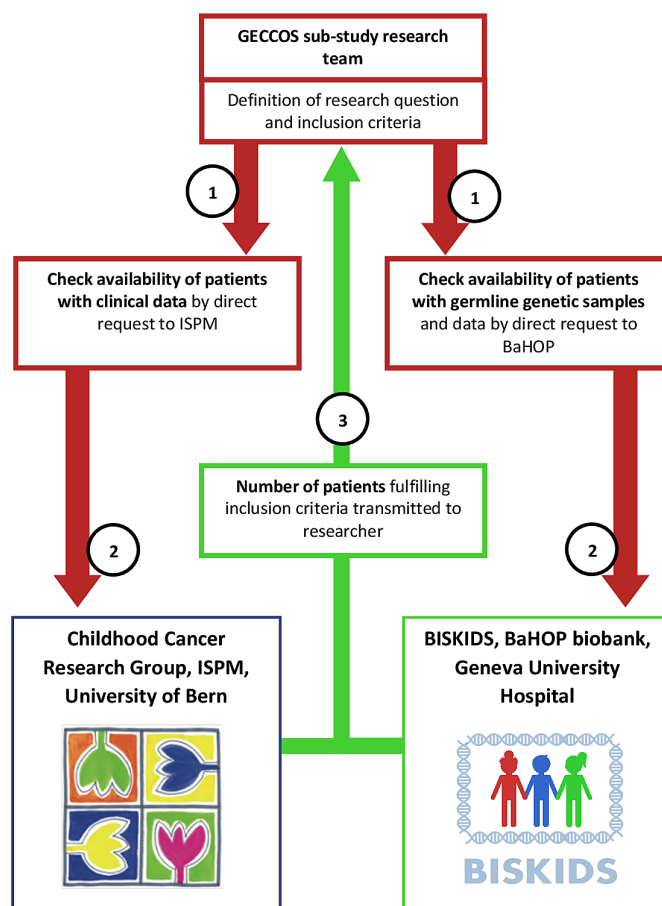 GECCOS sub-study research
team
Definition of research question
and inclusion criteria
1
1
Check availability of patients
with clinical data by direct
request to ISPM
Check availability of patients
with germline genetic samples
and data by direct request to
BaHOP
3
Number of patients fulfilling
inclusion criteria transmitted to
researcher
2
2
Childhood Cancer
Research Group, ISPM,
University of Bern
BISKIDS, BaHOP biobank,
Geneva University
Hospital
BISKIDS